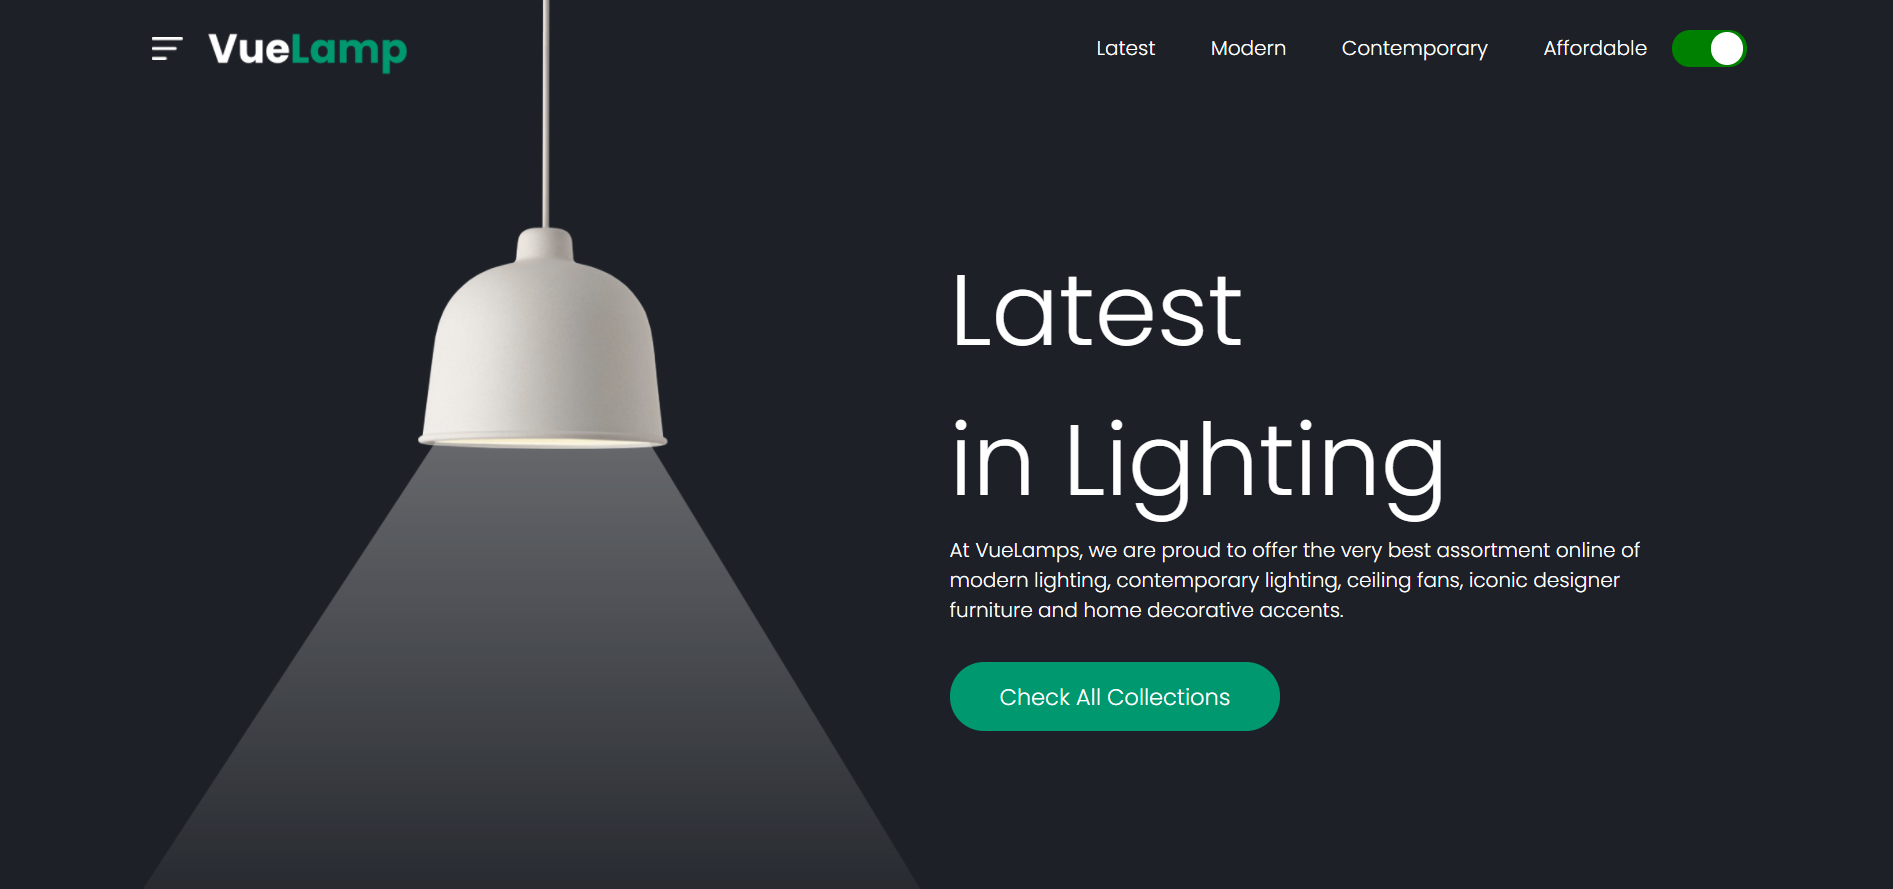 VueLamp
Latest Modern Contemporary Affordable
Latest
in Lighting
At VueLamps, we are proud to offer the very best assortment online of
modern lighting, contemporary lighting, ceiling fans, iconic designer
furniture and home decorative accents.
Check All Collections